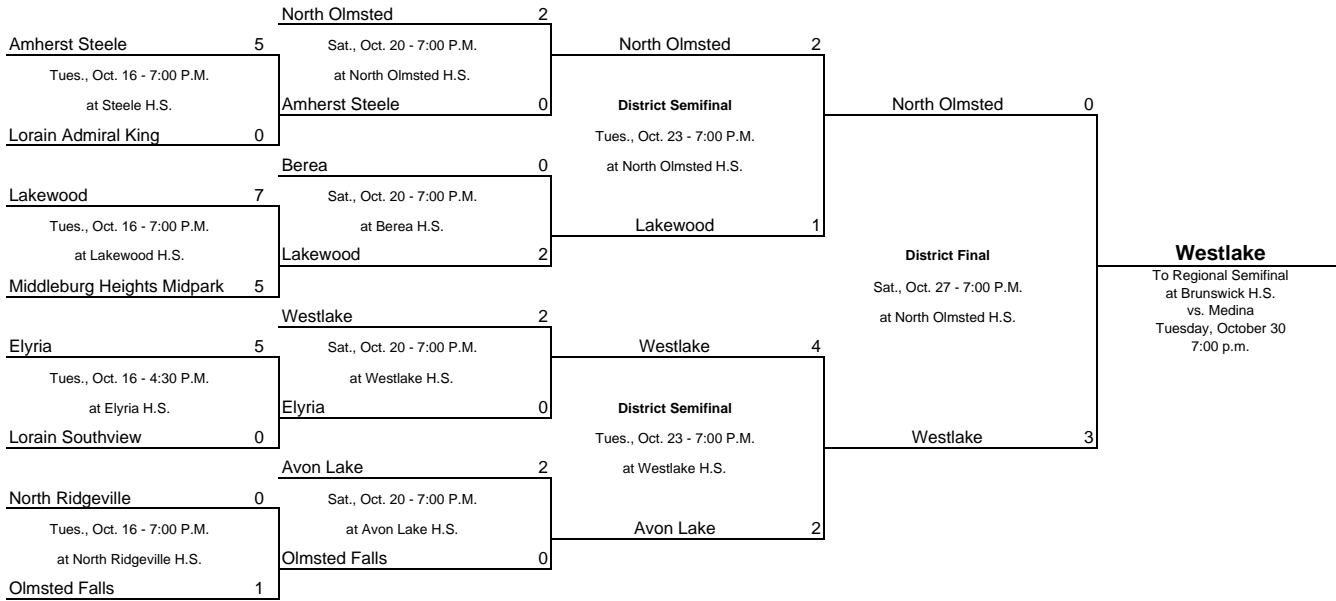 North Olmsted 2
Amherst Steele 5
Sat., Oct. 20 - 7:00 P.M.
North Olmsted 2
Tues., Oct. 16 - 7:00 P.M.
at North Olmsted H.S.
at Steele H.S.
Amherst Steele 0
District Semifinal
North Olmsted 0
Lorain Admiral King 0
Tues., Oct. 23 - 7:00 P.M.
Berea 0
at North Olmsted H.S.
Lakewood 7
Sat., Oct. 20 - 7:00 P.M.
Tues., Oct. 16 - 7:00 P.M.
at Berea H.S.
Lakewood 1
at Lakewood H.S.
Lakewood 2
District Final
Westlake
Middleburg Heights Midpark 5
Sat., Oct. 27 - 7:00 P.M.
To Regional Semifinal
at Brunswick H.S.
vs. Medina
Tuesday, October 30
7:00 p.m.
Westlake 2
at North Olmsted H.S.
Elyria 5
Sat., Oct. 20 - 7:00 P.M.
Westlake 4
Tues., Oct. 16 - 4:30 P.M.
at Westlake H.S.
at Elyria H.S.
Elyria 0
District Semifinal
Lorain Southview 0
Tues., Oct. 23 - 7:00 P.M.
Westlake 3
Avon Lake 2
at Westlake H.S.
North Ridgeville 0
Sat., Oct. 20 - 7:00 P.M.
Tues., Oct. 16 - 7:00 P.M.
at Avon Lake H.S.
Avon Lake 2
at North Ridgeville H.S.
Olmsted Falls 0
Olmsted Falls 1